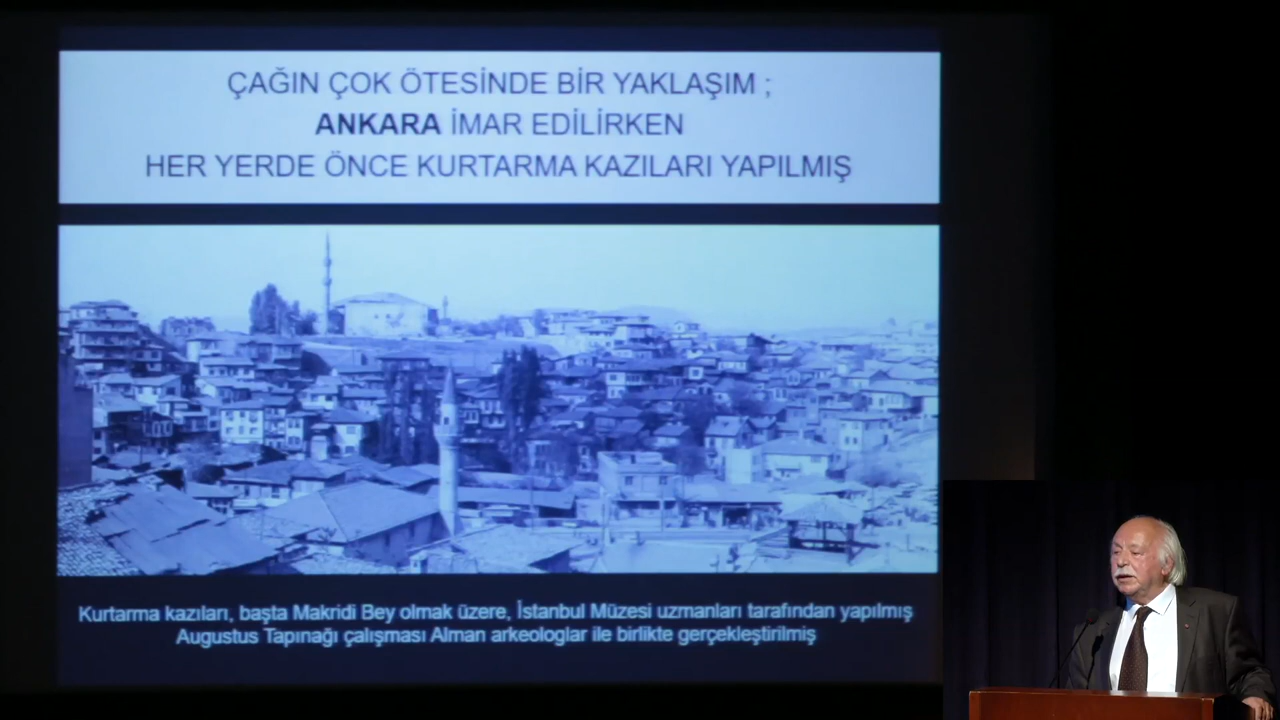 ÇAĞIN ÇOK ÖTESİNDE BİR YAKLAŞIM ;
ANKARA İMAR EDİLİRKEN
HER YERDE ÖNCE KURTARMA KAZILARI YAPILMIŞ
Kurtarma kazıları, başta Makridi Bey olmak üzere, İstanbul Müzesi uzmanları tarafından yapılmış
Augustus Tapınağı çalışması Alman arkeologlar ile birlikte gerçekleştirilmiş